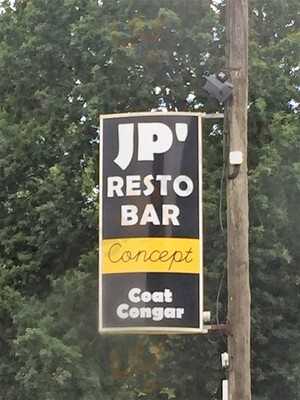 JP'
RESTO
BAR
Concept
Coat
Congar